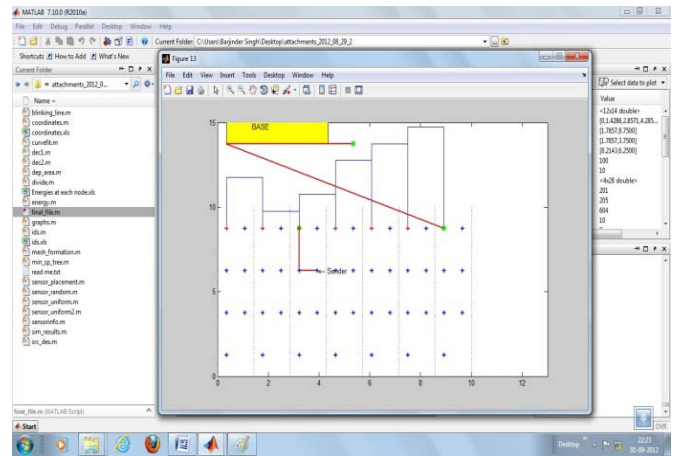 MATLAB 7.10.0 (R2010a)
File Edit Debug Parallel Desktop Window Help
Current Folder: C:\Users\Barjinder Singh\Desktop\attachments_2012_08_29_2
Shortcuts How to Add What's New
Current Folder
attachments_2012_0...
Name
blinking_line.m
coordinates.m
coordinates.xls
curvefit.m
dec1.m
dec2.m
dep_area.m
divide.m
Energies at each node.xls
energy.m
final_file.m
graphs.m
ids.m
ids.xls
mesh_formation.m
min_sp_tree.m
read me.txt
sensor_placement.m
sensor_random.m
sensor_uniform.m
sensor_uniform2.m
sensorinfo.m
sim_results.m
src_des.m
final_file.m (MATLAB Script)
Figure 13
File Edit View Insert Tools Desktop Window Help
BASE
15
10
5
0
Sender
0 2 4 6 8 10 12
Select data to plot
Value
<12x14 double>
[0,1.4286,2.8571,4.285...
[1.7857,8.7500]
[1.7857,3.7500]
[8.2143,6.2500]
100
10
<4x28 double>
201
205
604
10
Start
OVR
Desktop
22:23
01-09-2012